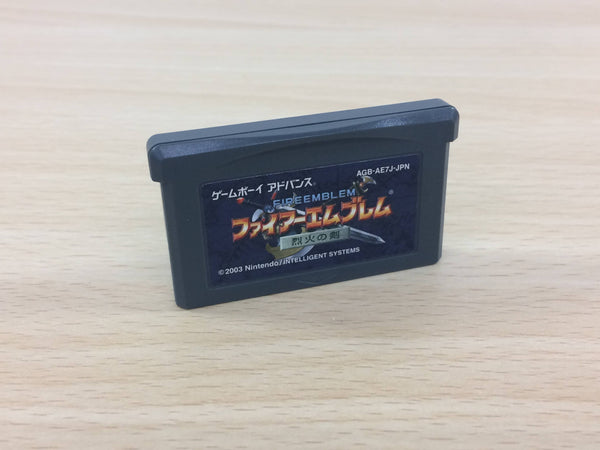 ゲームボーイ アドバンス
AGB-AE7J-JPN
FIREEMBLEM
ファイアーエムブレム
烈火の剣
©2003 Nintendo/INTELLIGENT SYSTEMS